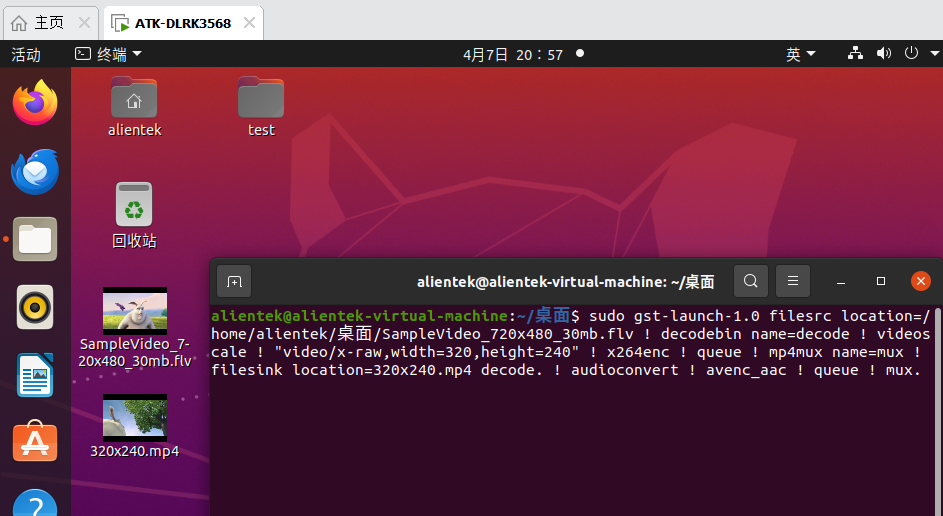 主页
ATK-DLRK3568
活动
终端
4月7日 20：57
英
alientek
test
回收站
SampleVideo_7-
20x480_30mb.flv
320x240.mp4
alientek@alientek-virtual-machine: ~/桌面
alientek@alientek-virtual-machine:~/桌面$ sudo gst-launch-1.0 filesrc location=/
home/alientek/桌面/SampleVideo_720x480_30mb.flv ! decodebin name=decode ! videos
cale ! "video/x-raw,width=320,height=240" ! x264enc ! queue ! mp4mux name=mux !
filesink location=320x240.mp4 decode. ! audioconvert ! avenc_aac ! queue ! mux.